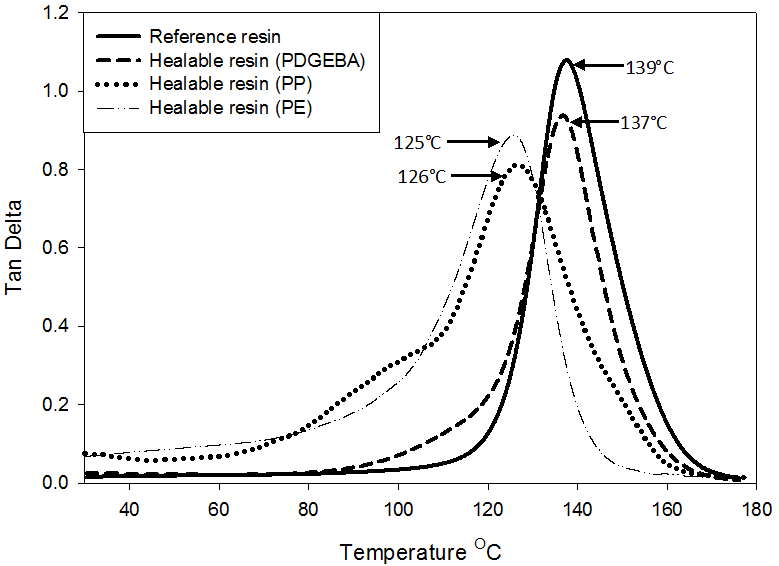 1.2
1.0
0.8
0.6
0.4
0.2
0.0
Tan Delta
Reference resin
Healable resin (PDGEBA)
Healable resin (PP)
Healable resin (PE)
139°C
137°C
125°C
126°C
40 60 80 100 120 140 160 180
Temperature ᴼC